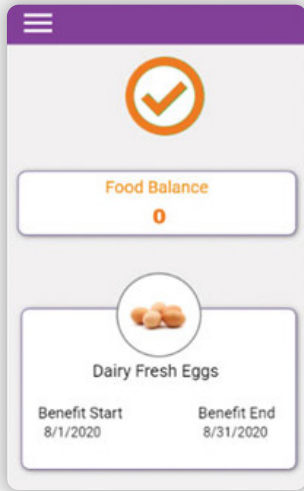 Food Balance
0
Dairy Fresh Eggs
Benefit Start Benefit End
8/1/2020 8/31/2020